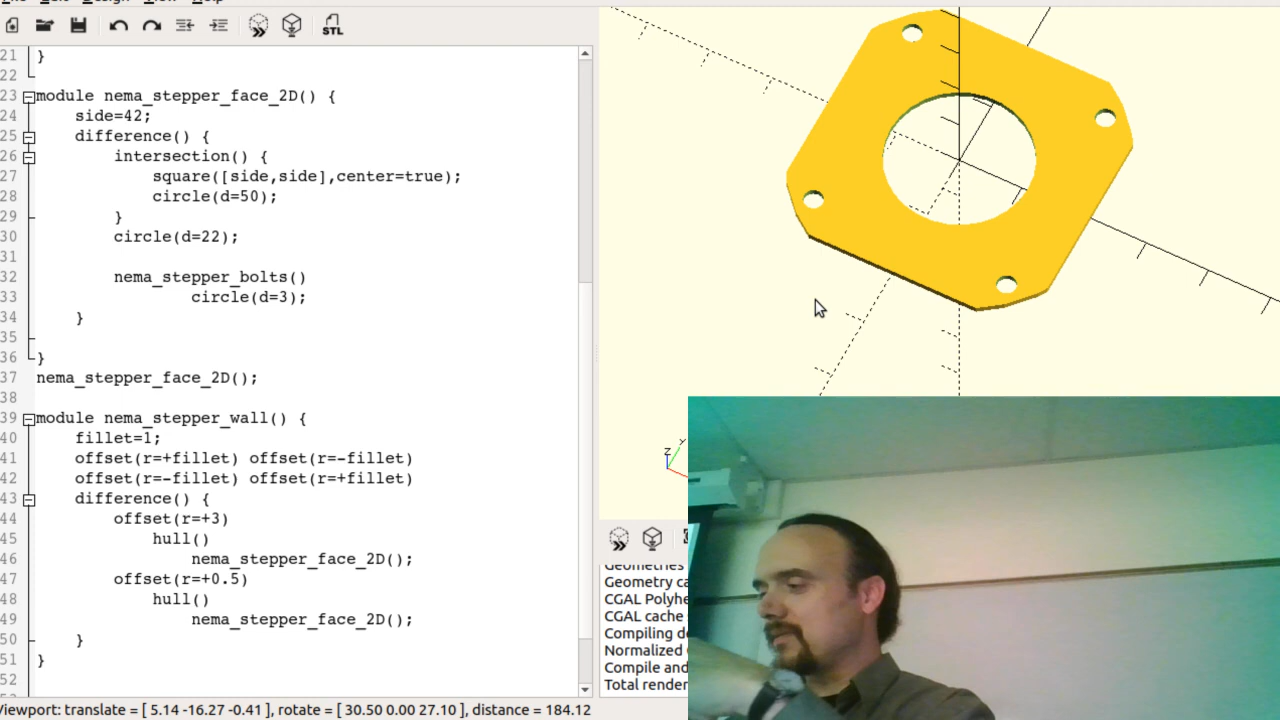 STL
21 }
22
23 module nema_stepper_face_2D() {
24 side=42;
25 difference() {
26 intersection() {
27 square([side,side],center=true);
28 circle(d=50);
29 }
30 circle(d=22);
31
32 nema_stepper_bolts()
33 circle(d=3);
34 }
35
36 }
37 nema_stepper_face_2D();
38
39 module nema_stepper_wall() {
40 fillet=1;
41 offset(r=+fillet) offset(r=-fillet)
42 offset(r=-fillet) offset(r=+fillet)
43 difference() {
44 offset(r=+3)
45 hull()
46 nema_stepper_face_2D();
47 offset(r=+0.5)
48 hull()
49 nema_stepper_face_2D();
50 }
51 }
52
Viewport: translate = [ 5.14 -16.27 -0.41 ], rotate = [ 30.50 0.00 27.10 ], distance = 184.12
Z
Y
Geometries
Geometry ca
CGAL Polyhe
CGAL cache
Compiling de
Normalized
Compile and
Total render